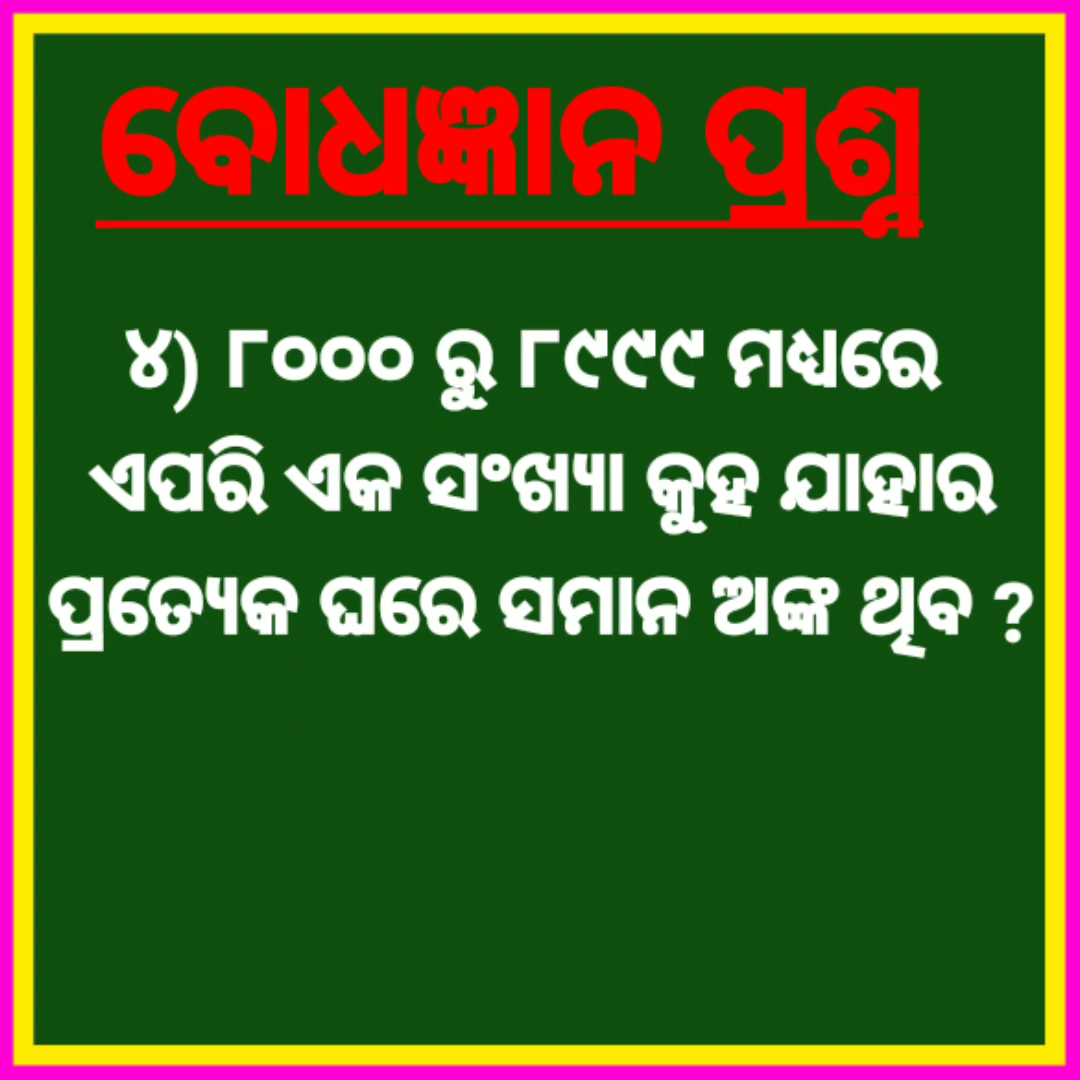 ବୋଧଜ୍ଞାନ ପ୍ରଶ୍ନ
୪) ୮୦୦୦ ରୁ ୮୯୯୯ ମଧ୍ୟରେ
ଏପରି ଏକ ସଂଖ୍ୟା କୁହ ଯାହାର
ପ୍ରତ୍ୟେକ ଘରେ ସମାନ ଅଙ୍କ ଥିବ ?